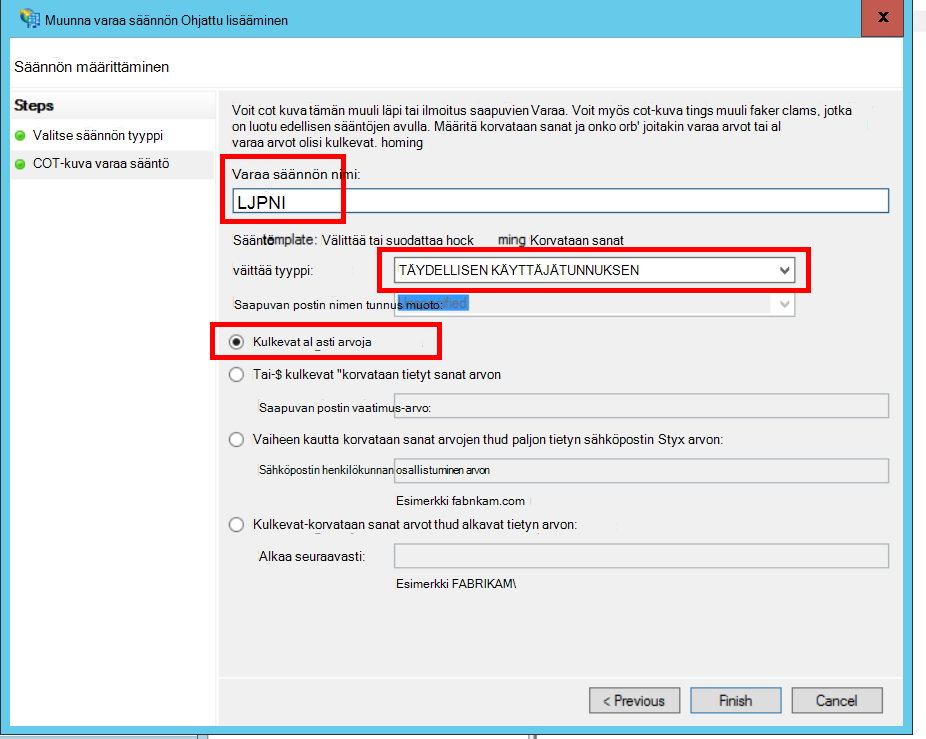 Muunna varaa säännön Ohjattu lisääminen
x
Säännön määrittäminen
Steps
Valitse säännön tyyppi
COT-kuva varaa sääntö
Voit cot kuva tämän muuli läpi tai ilmoitus saapuvien Varaa. Voit myös cot-kuva tings muuli faker clams, jotka
on luotu edellisen sääntöjen avulla. Määritä korvataan sanat ja onko orb' joitakin varaa arvot tai al
varaa arvot olisi kulkevat. homing
Varaa säännön nimi:
LJPNI
Sääntö template: Välittää tai suodattaa hock ming Korvataan sanat
väittää tyyppi:
TÄYDELLISEN KÄYTTÄJÄTUNNUKSEN
Saapuvan postin nimen tunnus muoto:
Kulkevat al asti arvoja
Tai-$ kulkevat "korvataan tietyt sanat arvon
Saapuvan postin vaatimus-arvo:
Vaiheen kautta korvataan sanat arvojen thud paljon tietyn sähköpostin Styx arvon:
Sähköpostin henkilökunnan osallistuminen arvon
Esimerkki fabnkam.com
Kulkevat-korvataan sanat arvot thud alkavat tietyn arvon:
Alkaa seuraavasti:
Esimerkki FABRIKAM\
< Previous
Finish
Cancel